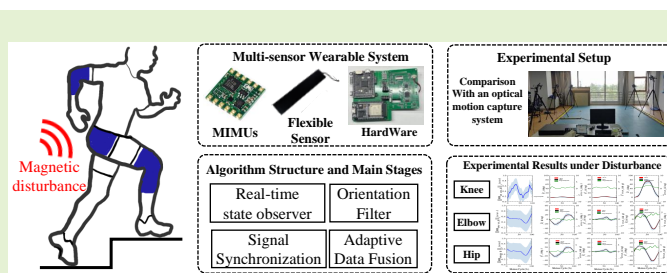 Magnetic
disturbance
Multi-sensor Wearable System
MIMUs
Flexible
Sensor
HardWare
Algorithm Structure and Main Stages
Real-time
state observer
Orientation
Filter
Signal
Synchronization
Adaptive
Data Fusion
Experimental Setup
Comparison
With an optical
motion capture
system
Experimental Results under Disturbance
Knee
Elbow
Hip